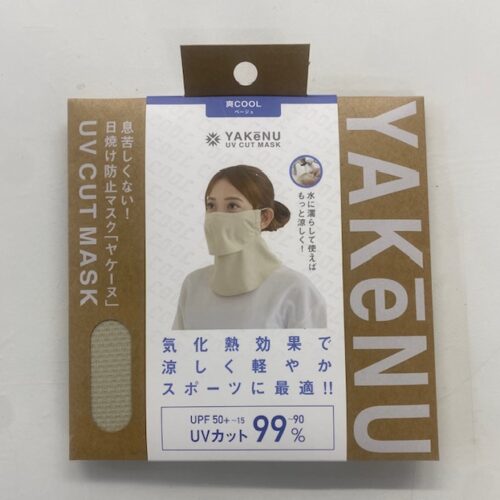 爽COOL
ベージュ
YAKēNU
UV CUT MASK
水に濡らして使えば
もっと涼しく!
気化熱効果で
涼しく軽やか
スポーツに最適!!
UPF 50+~15
UVカット 99~90%
息苦しくない!
日焼け防止マスク「ヤケーヌ」
UV CUT MASK
YAKēNU